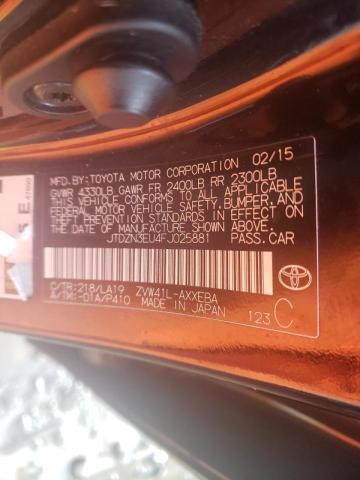 MFD.BY:TOYOTA MOTOR CORPORATION 02/15
GVWR 4330LB GAWR FR 2400LB RR 2300LB
THIS VEHICLE CONFORMS TO ALL APPLICABLE
FEDERAL MOTOR VEHICLE SAFETY, BUMPER, AND
THEFT PREVENTION STANDARDS IN EFFECT ON THE
DATE OF MANUFACTURE SHOWN ABOVE.
JTDZN3EU4FJ025881 PASS.CAR
C/TR:218/LA19 ZVW41L-AXXEBA
A/TM:-01A/P410 MADE IN JAPAN
123 C
TOYOTA